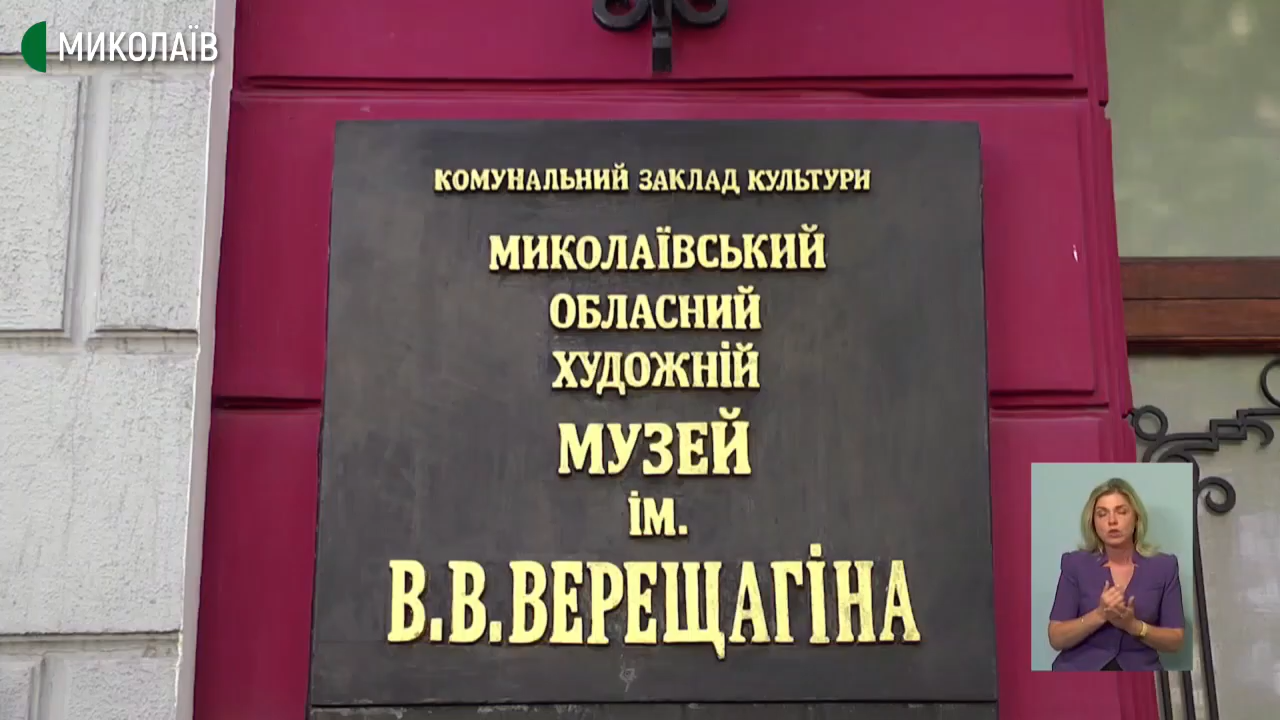 МИКОЛАЇВ
КОМУНАЛЬНИЙ ЗАКЛАД КУЛЬТУРИ
МИКОЛАЇВСЬКИЙ
ОБЛАСНИЙ
ХУДОЖНІЙ
МУЗЕЙ
ім.
В.В.ВЕРЕЩАГІНА